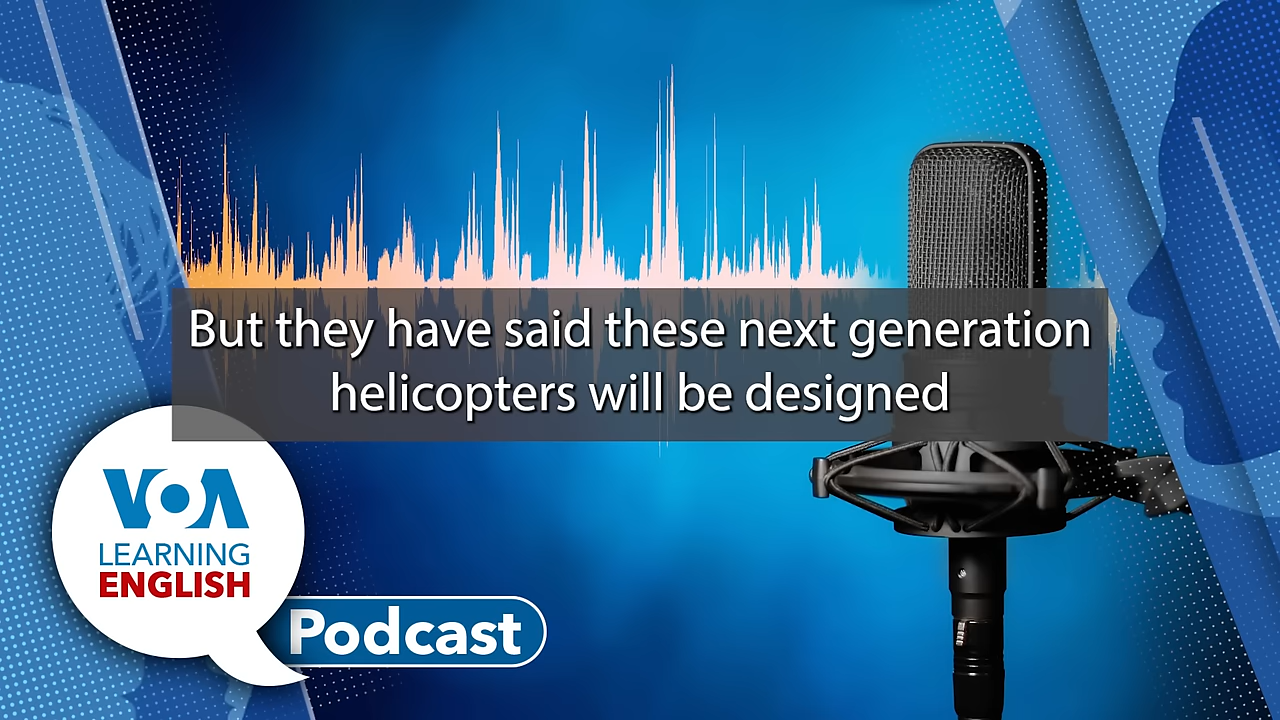 But they have said these next generation
helicopters will be designed
VOA
LEARNING
ENGLISH
Podcast